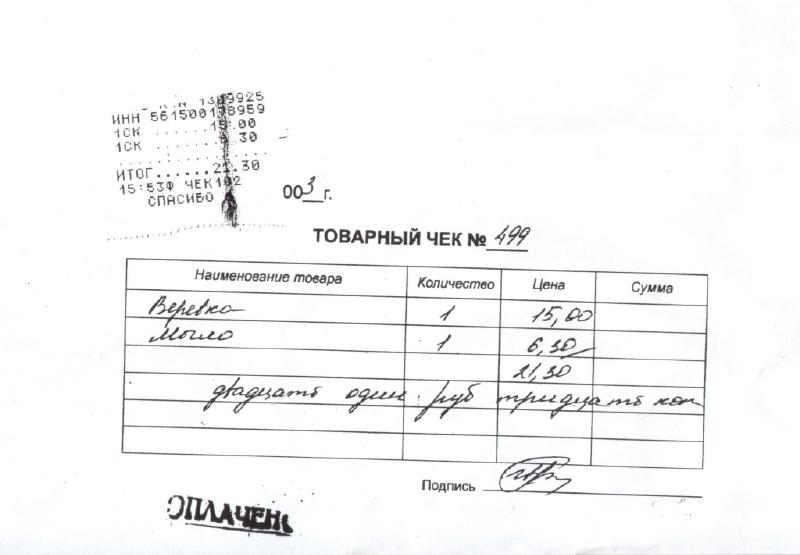 ИНН 561500118959
1СК ......15.00
1СК ......6.30
ИТОГ......21.30
15:53Ф ЧЕК102
СПАСИБО
003 г.
ТОВАРНЫЙ ЧЕК № 499
Наименование товара Количество Цена Сумма
Веревка 1 15,00
Мыло 1 6,30
21,30
двадцать один руб тридцать коп
Подпись
ОПЛАЧЕНО